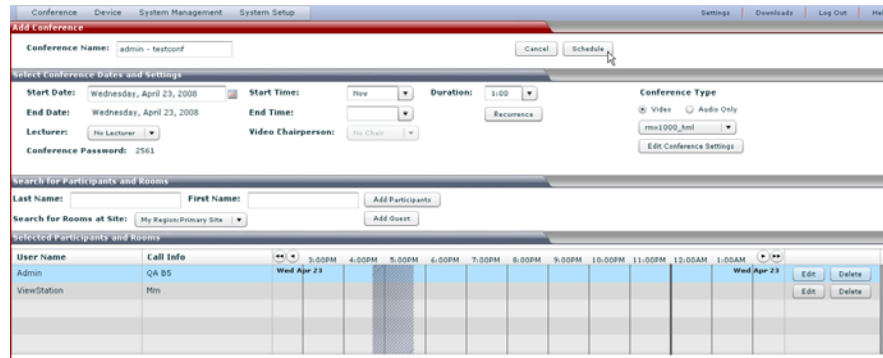 Conference Device System Management System Setup Settings Downloads Log Out Hel
Add Conference
Conference Name: admin - testconf Cancel Schedule
Select Conference Dates and Settings
Start Date: Wednesday, April 23, 2008 Start Time: Now Duration: 1:00 Conference Type
End Date: Wednesday, April 23, 2008 End Time: Recurrence Video Audio Only
Lecturer: No Lecturer Video Chairperson: No Chair rmx1000_hml
Conference Password: 2561 Edit Conference Settings
Search for Participants and Rooms
Last Name: First Name: Add Participants
Search for Rooms at Site: My Region:Primary Site Add Guest
Selected Participants and Rooms
User Name Call Info 3:00PM 4:00PM 5:00PM 6:00PM 7:00PM 8:00PM 9:00PM 10:00PM 11:00PM 12:00AM 1:00AM
Admin QA BS Wed Apr 23 Wed Apr 23 Edit Delete
ViewStation Mm Edit Delete